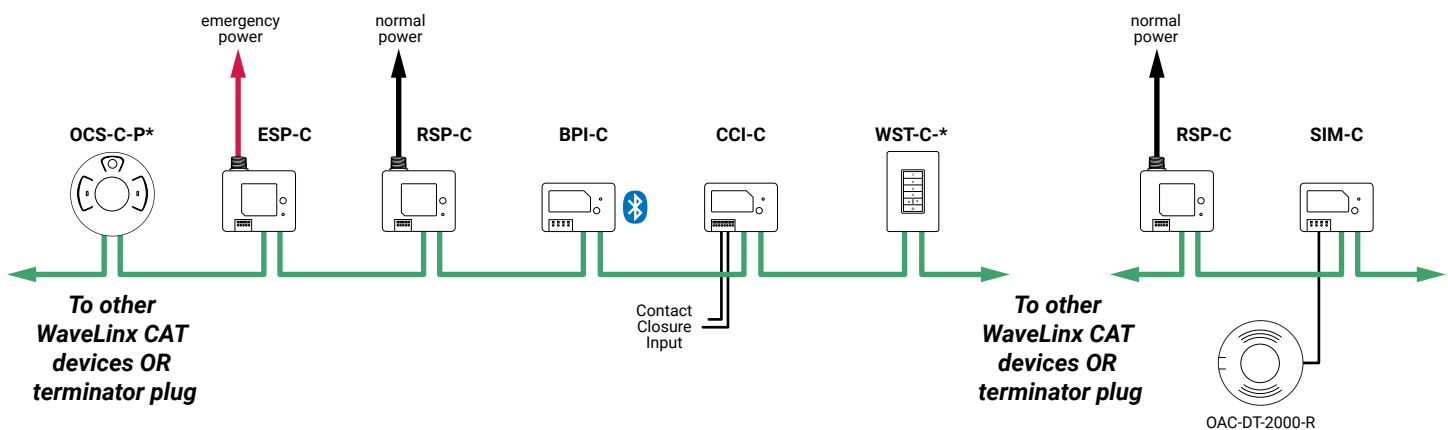 emergency
power
normal
power
normal
power
OCS-C-P*
ESP-C
RSP-C
BPI-C
CCI-C
WST-C-*
RSP-C
SIM-C
To other
WaveLinx CAT
devices OR
terminator plug
Contact
Closure
Input
To other
WaveLinx CAT
devices OR
terminator plug
OAC-DT-2000-R